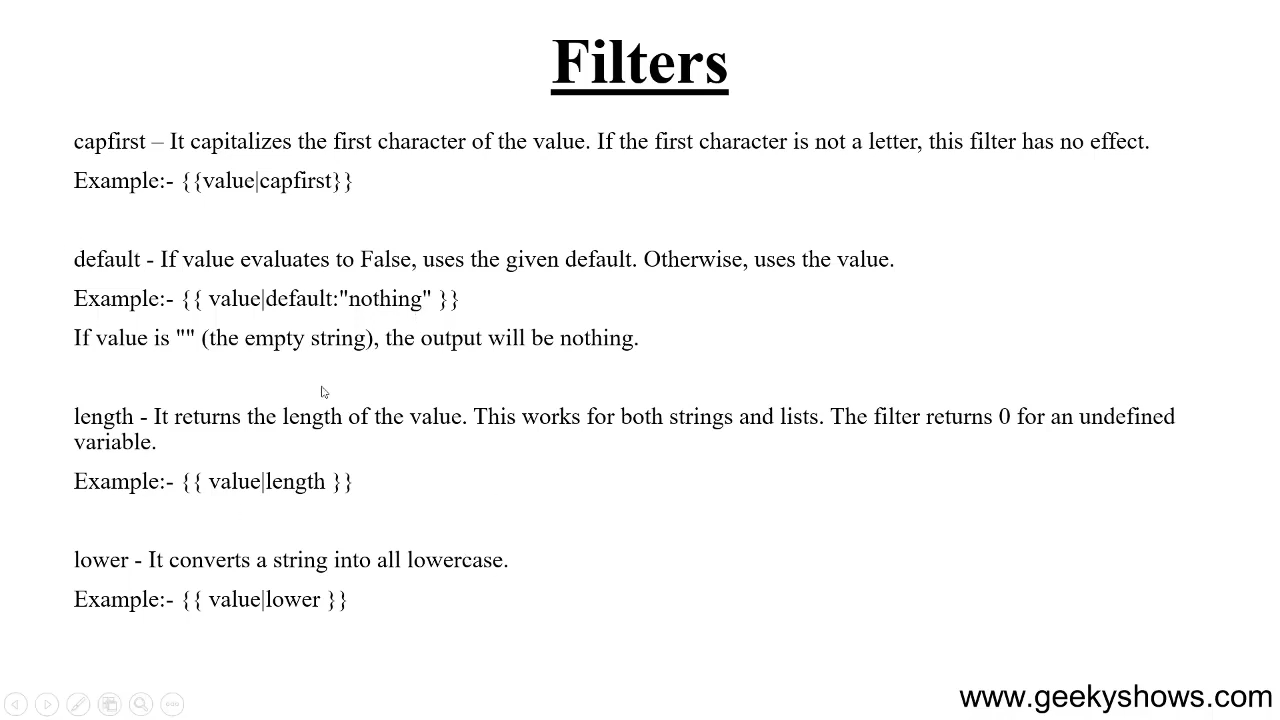 Filters
capfirst – It capitalizes the first character of the value. If the first character is not a letter, this filter has no effect.
Example:- {{value|capfirst}}
default - If value evaluates to False, uses the given default. Otherwise, uses the value.
Example:- {{ value|default:"nothing" }}
If value is "" (the empty string), the output will be nothing.
length - It returns the length of the value. This works for both strings and lists. The filter returns 0 for an undefined
variable.
Example:- {{ value|length }}
lower - It converts a string into all lowercase.
Example:- {{ value|lower }}
www.geekyshows.com